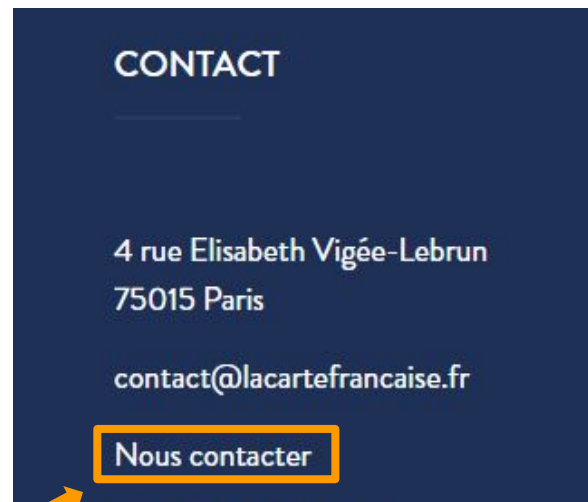 CONTACT
4 rue Elisabeth Vigée-Lebrun
75015 Paris
contact@lacartefrancaise.fr
Nous contacter